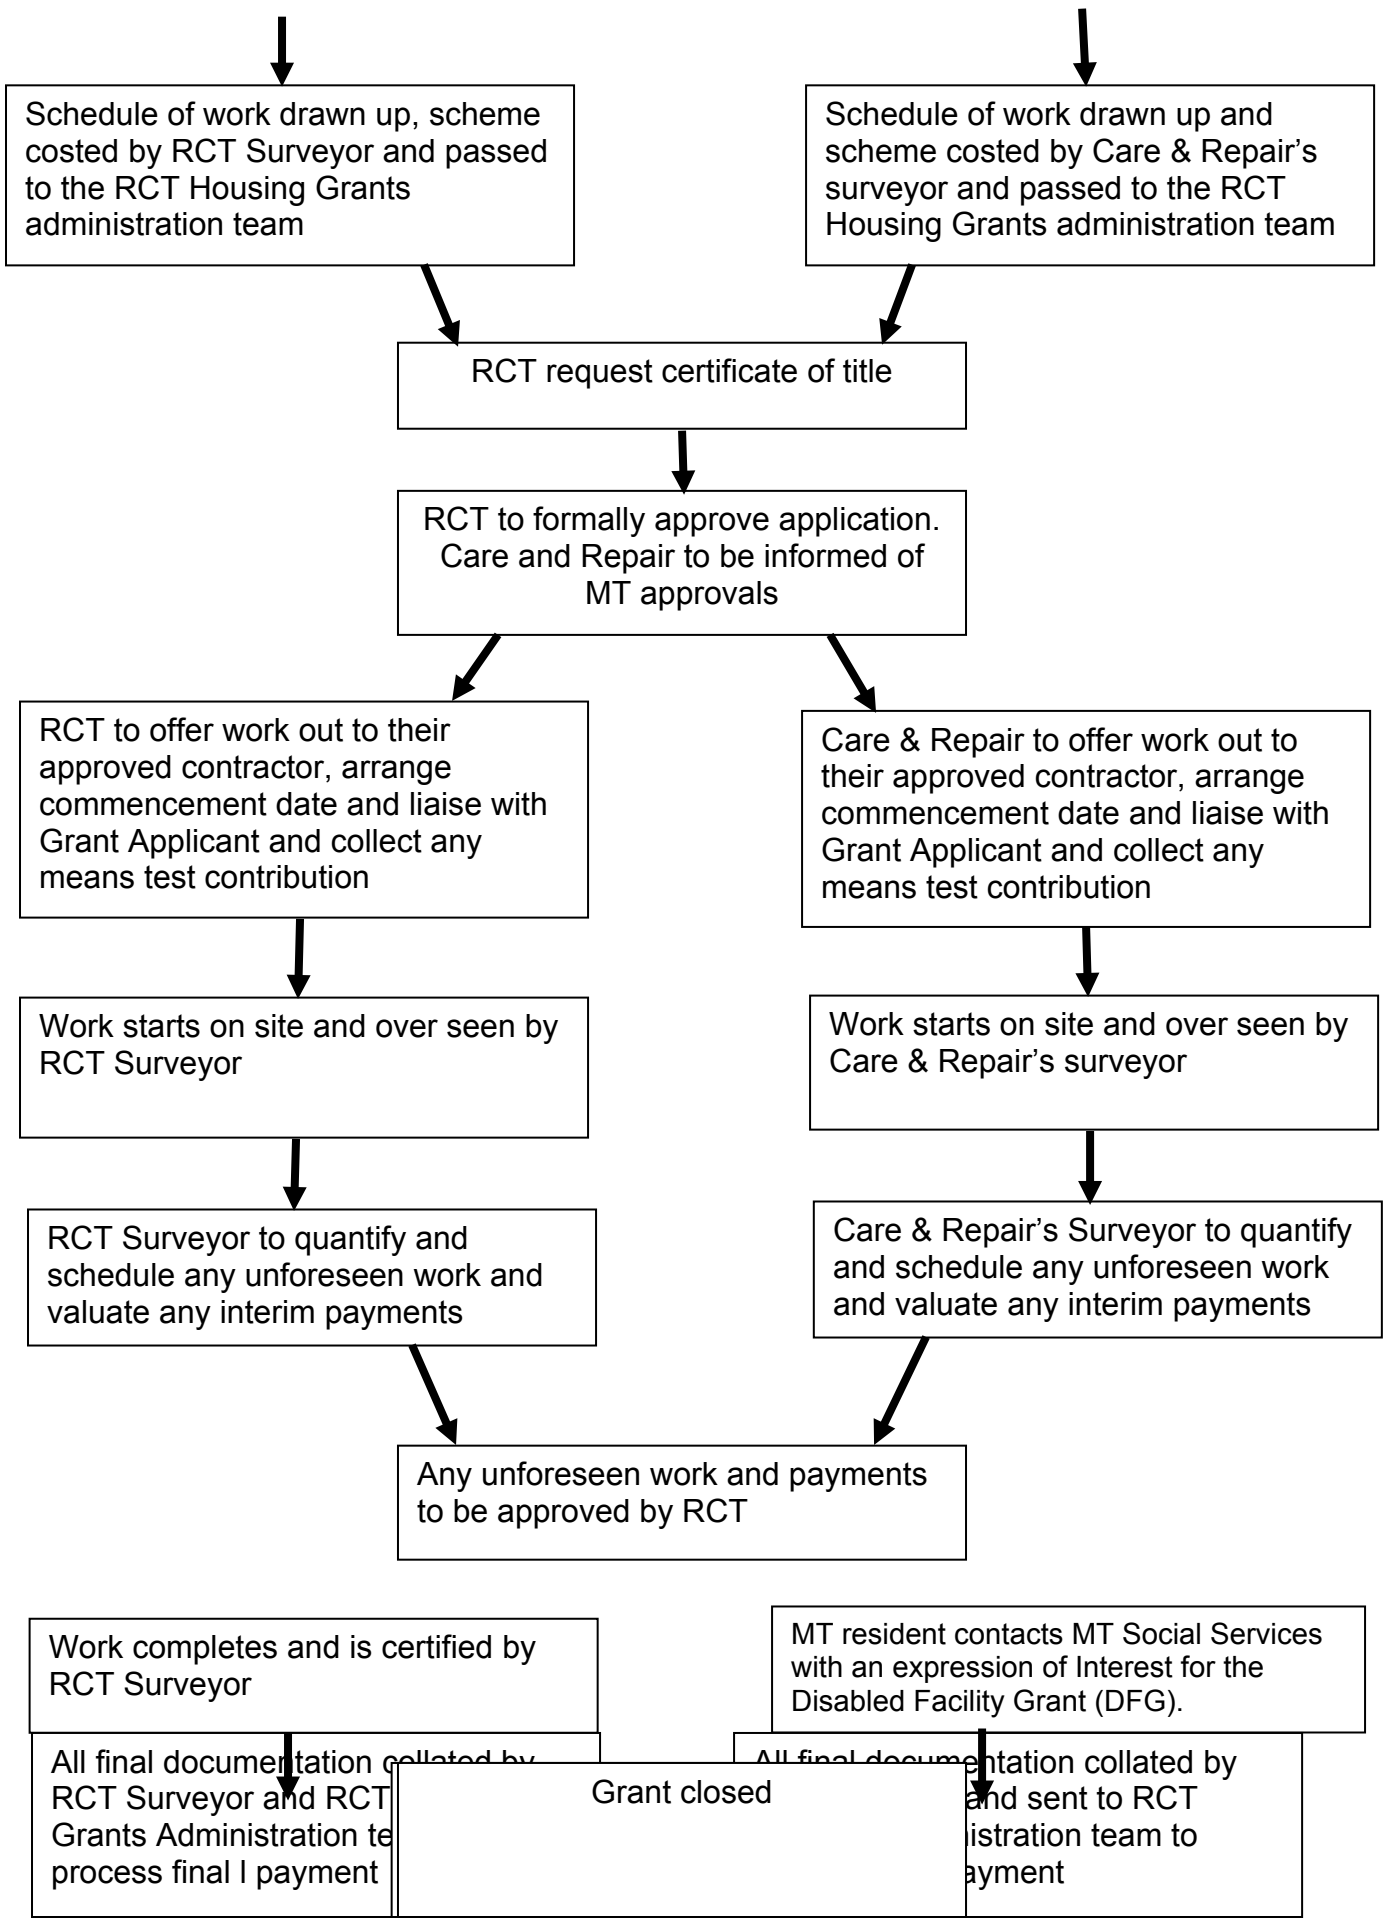 Schedule of work drawn up, scheme
costed by RCT Surveyor and passed
to the RCT Housing Grants
administration team
Schedule of work drawn up and
scheme costed by Care & Repair’s
surveyor and passed to the RCT
Housing Grants administration team
RCT request certificate of title
RCT to formally approve application.
Care and Repair to be informed of
MT approvals
RCT to offer work out to their
approved contractor, arrange
commencement date and liaise with
Grant Applicant and collect any
means test contribution
Care & Repair to offer work out to
their approved contractor, arrange
commencement date and liaise with
Grant Applicant and collect any
means test contribution
Work starts on site and over seen by
RCT Surveyor
Work starts on site and over seen by
Care & Repair’s surveyor
RCT Surveyor to quantify and
schedule any unforeseen work and
valuate any interim payments
Care & Repair’s Surveyor to quantify
and schedule any unforeseen work
and valuate any interim payments
Any unforeseen work and payments
to be approved by RCT
Work completes and is certified by
RCT Surveyor
MT resident contacts MT Social Services
with an expression of Interest for the
Disabled Facility Grant (DFG).
All final documentation collated by
RCT Surveyor and RCT
Grants Administration
process final l payment
Grant closed
All final documentation collated by
and sent to RCT
team to